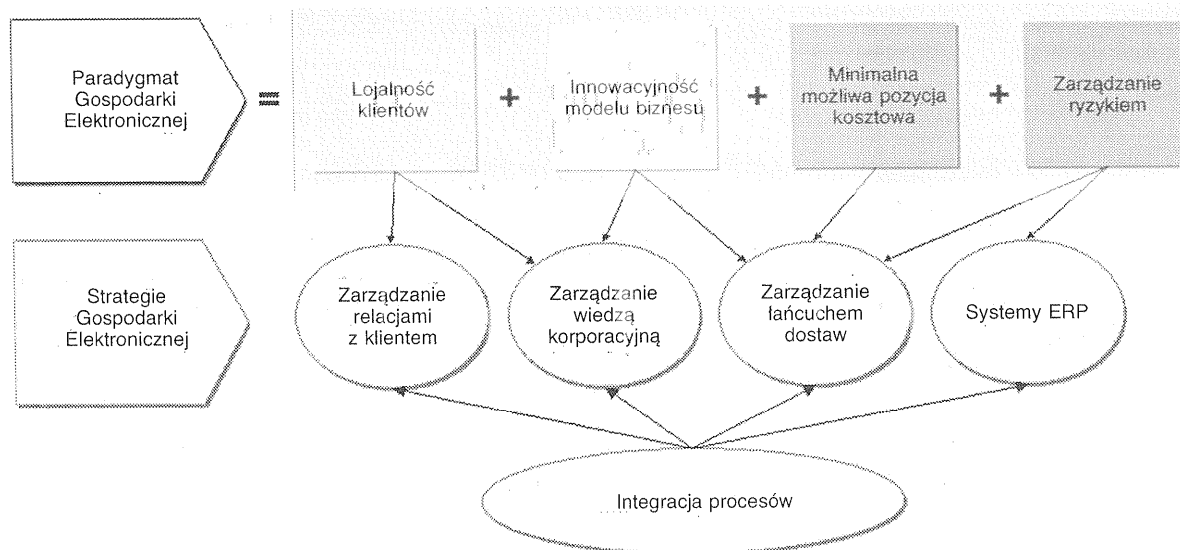 Paradygmat
Gospodarki
Elektronicznej
=
Lojalność
klientów
+
Innowacyjność
modelu biznesu
+
Minimalna
możliwa pozycja
kosztowa
+
Zarządzanie
ryzykiem
Strategie
Gospodarki
Elektronicznej
Zarządzanie
relacjami
z klientem
Zarządzanie
wiedzą
korporacyjną
Zarządzanie
łańcuchem
dostaw
Systemy ERP
Integracja procesów